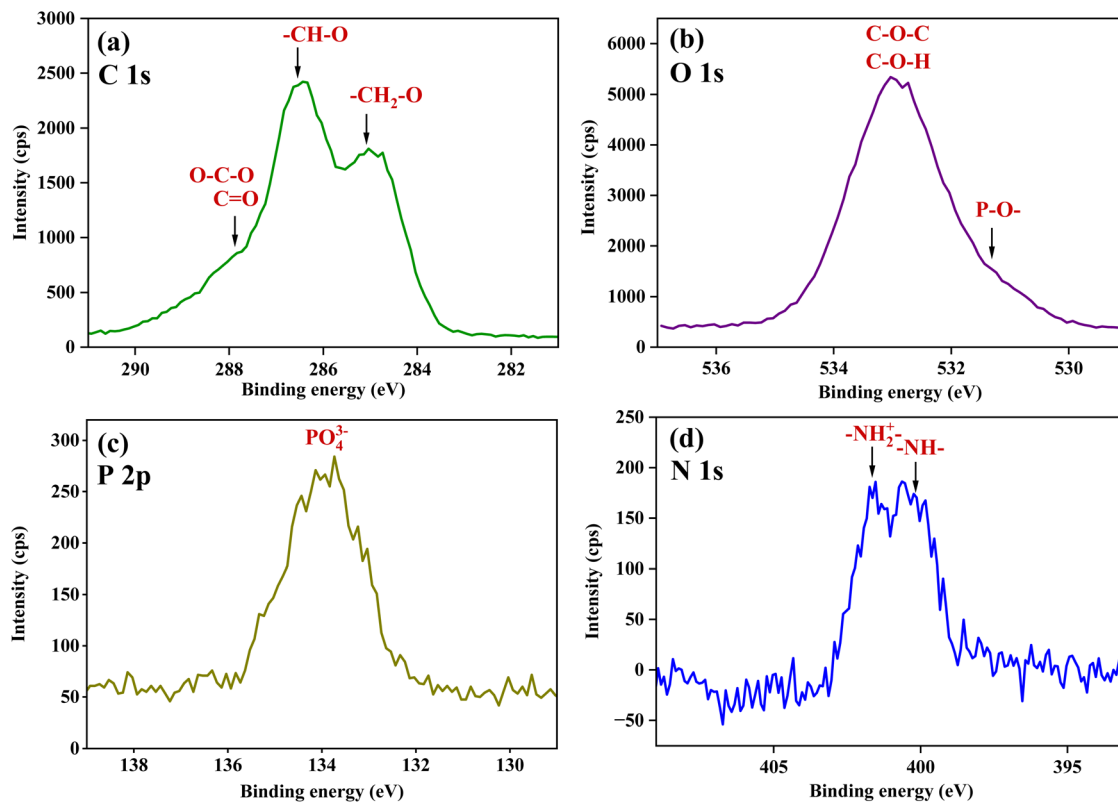 (a)
C 1s
-CH-O
-CH₂-O
O-C-O
C=O
Intensity (cps)
3000
2500
2000
1500
1000
500
0
290 288 286 284 282
Binding energy (eV)
(b)
O 1s
C-O-C
C-O-H
P-O-
Intensity (cps)
6000
5000
4000
3000
2000
1000
0
536 534 532 530
Binding energy (eV)
(c)
P 2p
PO₄³⁻
Intensity (cps)
300
250
200
150
100
50
0
138 136 134 132 130
Binding energy (eV)
(d)
N 1s
-NH₂⁺-
-NH-
Intensity (cps)
250
200
150
100
50
0
−50
405 400 395
Binding energy (eV)